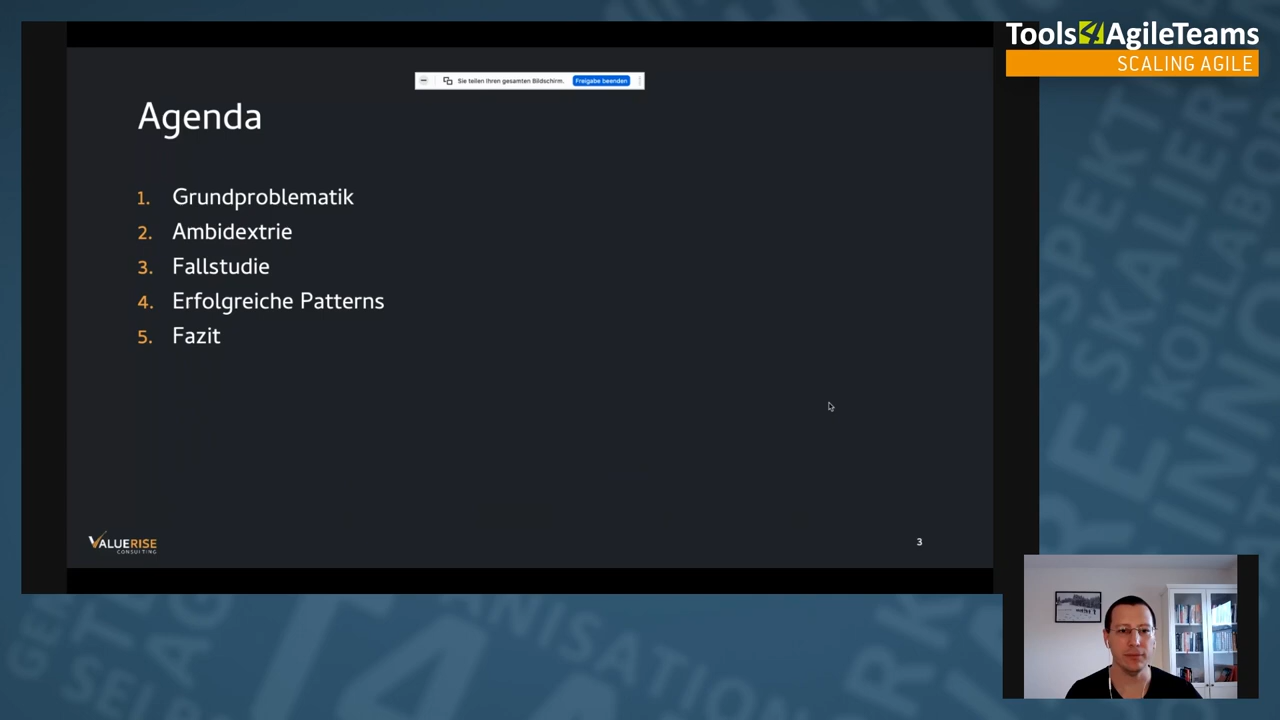 Tools4AgileTeams
SCALING AGILE
Sie teilen Ihren gesamten Bildschirm.
Freigabe beenden
Agenda
1. Grundproblematik
2. Ambidextrie
3. Fallstudie
4. Erfolgreiche Patterns
5. Fazit
VALUERISE
CONSULTING
3